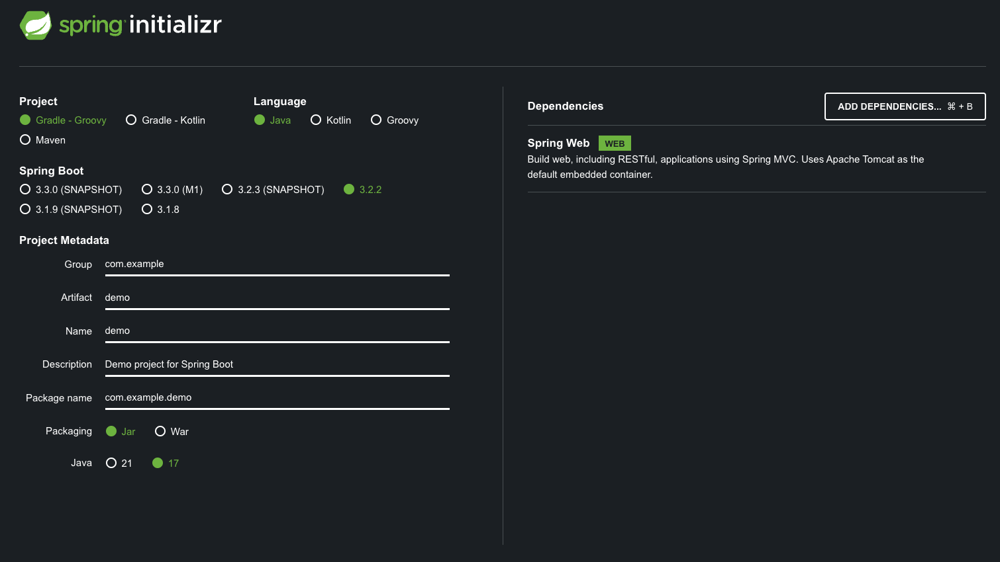 spring initializr
Project
Gradle - Groovy Gradle - Kotlin
Maven
Language
Java Kotlin Groovy
Spring Boot
3.3.0 (SNAPSHOT) 3.3.0 (M1) 3.2.3 (SNAPSHOT) 3.2.2
3.1.9 (SNAPSHOT) 3.1.8
Project Metadata
Group com.example
Artifact demo
Name demo
Description Demo project for Spring Boot
Package name com.example.demo
Packaging Jar War
Java 21 17
Dependencies ADD DEPENDENCIES... ⌘ + B
Spring Web WEB
Build web, including RESTful, applications using Spring MVC. Uses Apache Tomcat as the
default embedded container.